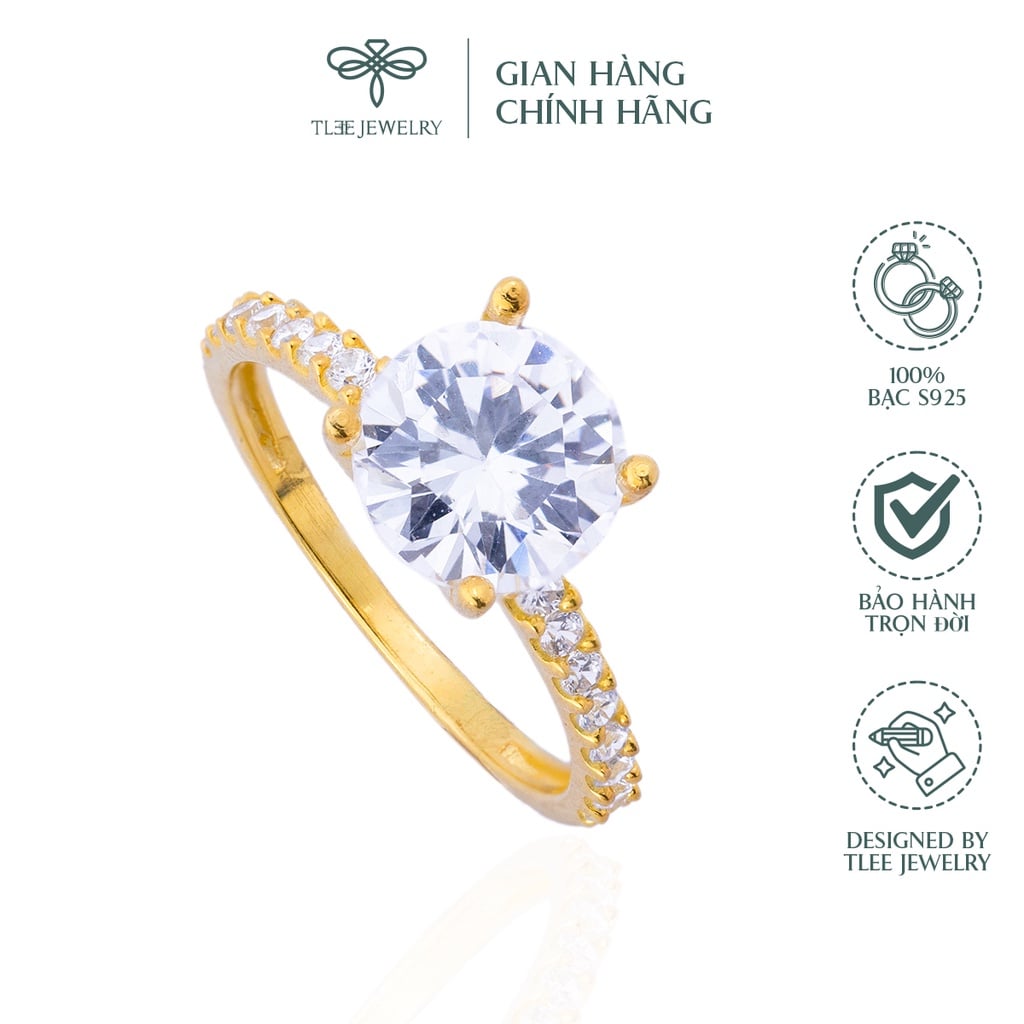 GIAN HÀNG
CHÍNH HÃNG
TLEE JEWELRY
100%
BẠC S925
BẢO HÀNH
TRỌN ĐỜI
DESIGNED BY
TLEE JEWELRY